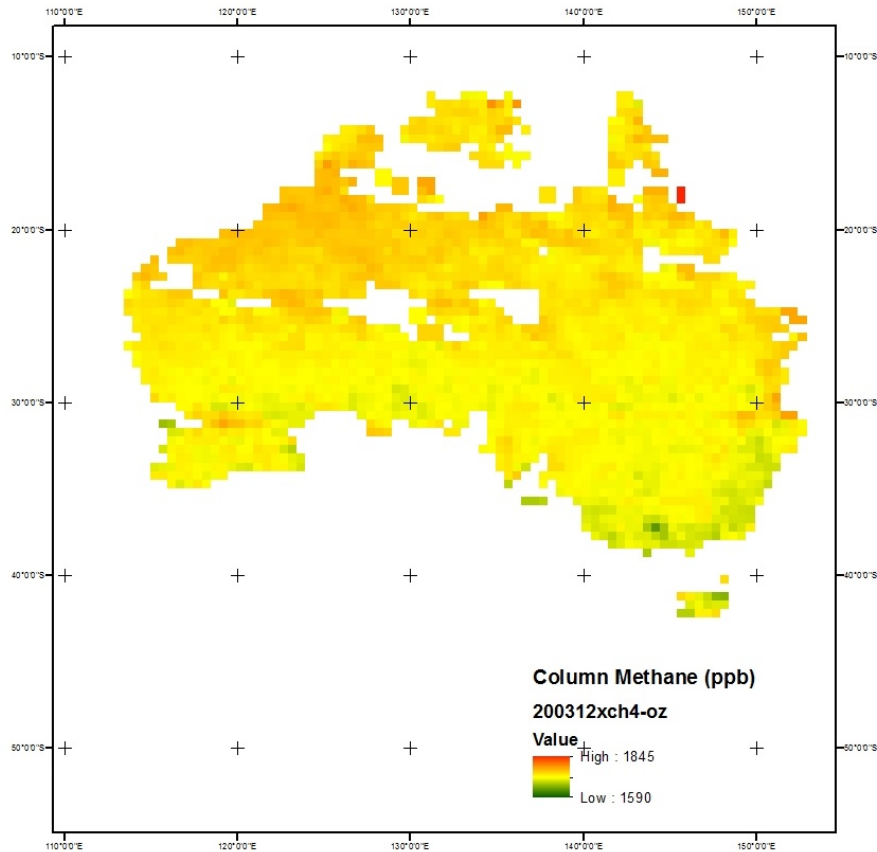 110°0'0"E 120°0'0"E 130°0'0"E 140°0'0"E 150°0'0"E
10°0'0"S 10°0'0"S
20°0'0"S 20°0'0"S
30°0'0"S 30°0'0"S
40°0'0"S 40°0'0"S
Column Methane (ppb)
200312xch4-oz
Value
50°0'0"S 50°0'0"S
High : 1845
Low : 1590
110°0'0"E 120°0'0"E 130°0'0"E 140°0'0"E 150°0'0"E